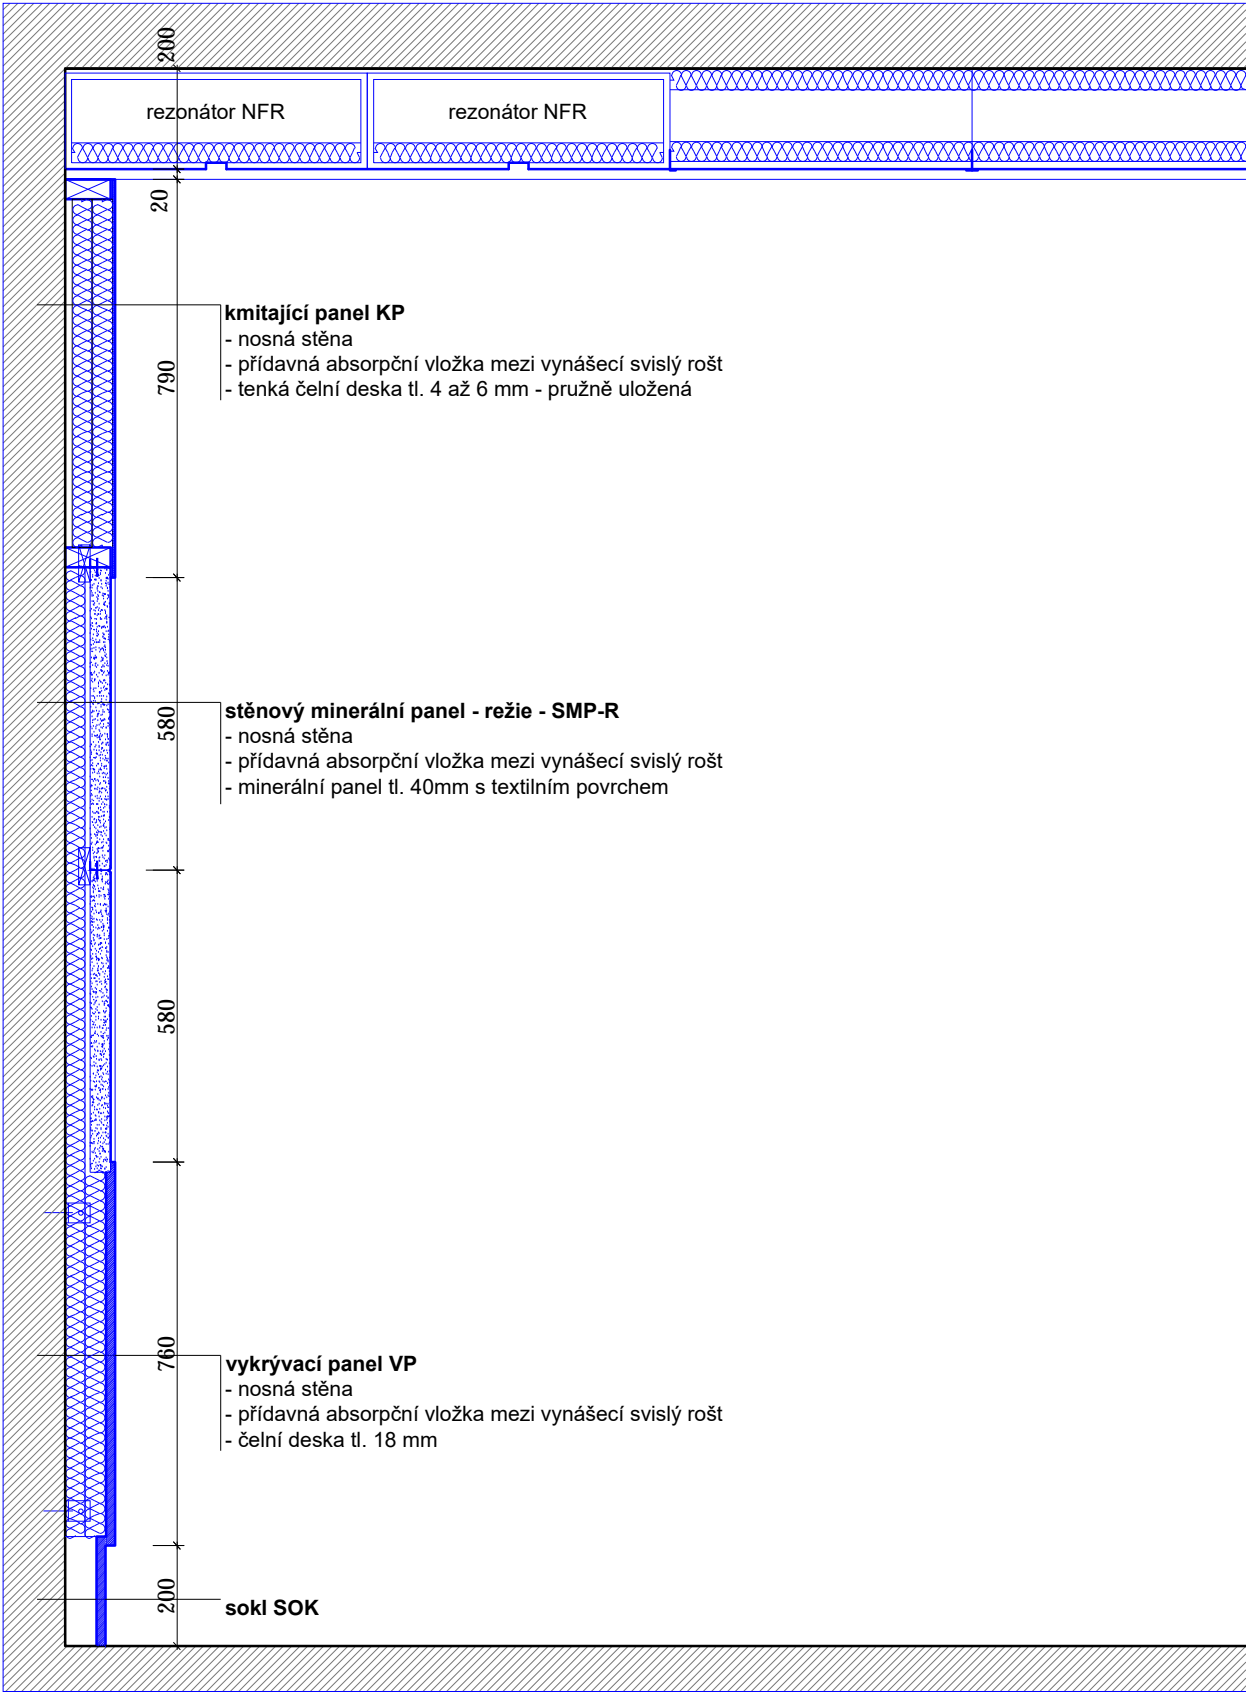 200
rezonátor NFR
rezonátor NFR
20
kmitající panel KP
- nosná stěna
- přídavná absorpční vložka mezi vynášecí svislý rošt
- tenká čelní deska tl. 4 až 6 mm - pružně uložená
790
stěnový minerální panel - režie - SMP-R
- nosná stěna
- přídavná absorpční vložka mezi vynášecí svislý rošt
- minerální panel tl. 40mm s textilním povrchem
580
580
vykrývací panel VP
- nosná stěna
- přídavná absorpční vložka mezi vynášecí svislý rošt
- čelní deska tl. 18 mm
760
200
sokl SOK